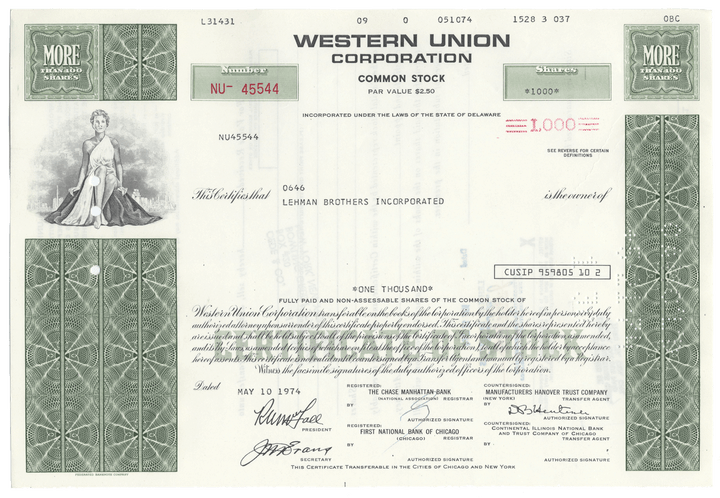 L31431 09 0 051074 1528 3 037 OBC
WESTERN UNION
CORPORATION
COMMON STOCK
PAR VALUE $2.50
MORE
THAN 100
SHARES
Number
NU- 45544
Shares
*1000*
MORE
THAN 100
SHARES
INCORPORATED UNDER THE LAWS OF THE STATE OF DELAWARE
1,000
NU45544
SEE REVERSE FOR CERTAIN
DEFINITIONS
This Certifies that
0646
LEHMAN BROTHERS INCORPORATED
is the owner of
CUSIP 959805 10 2
*ONE THOUSAND*
FULLY PAID AND NON-ASSESSABLE SHARES OF THE COMMON STOCK OF
Western Union Corporation, transferable on the books of the Corporation by the holder hereof in person or by duly
authorized attorney upon surrender of this certificate properly endorsed. This certificate and the shares represented hereby
are issued and shall be held subject to all of the provisions of the Certificate of Incorporation of the Corporation as amended,
and its By-laws, as amended (copies of which are on file at the office of the Corporation), to all of which the holder by acceptance
hereof assents. This certificate is not valid until countersigned by a Transfer Agent and manually registered by a Registrar.
Witness the facsimile signatures of the duly authorized officers of the Corporation.
Dated
MAY 10 1974
PRESIDENT
SECRETARY
REGISTERED:
THE CHASE MANHATTAN BANK
(NATIONAL ASSOCIATION) REGISTRAR
BY
AUTHORIZED SIGNATURE
REGISTERED:
FIRST NATIONAL BANK OF CHICAGO
(CHICAGO) REGISTRAR
BY
AUTHORIZED SIGNATURE
COUNTERSIGNED:
MANUFACTURERS HANOVER TRUST COMPANY
(NEW YORK) TRANSFER AGENT
BY
AUTHORIZED SIGNATURE
COUNTERSIGNED:
CONTINENTAL ILLINOIS NATIONAL BANK
AND TRUST COMPANY OF CHICAGO
TRANSFER AGENT
BY
AUTHORIZED SIGNATURE
THIS CERTIFICATE TRANSFERABLE IN THE CITIES OF CHICAGO AND NEW YORK